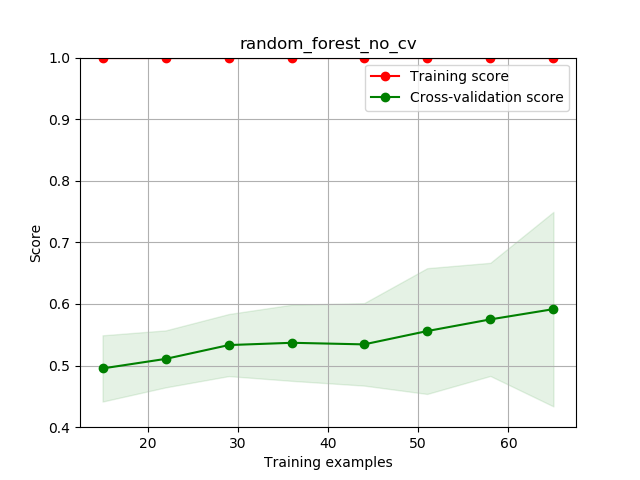 random_forest_no_cv
1.0
0.9
0.8
0.7
0.6
0.5
0.4
Score
Training score
Cross-validation score
20 30 40 50 60
Training examples